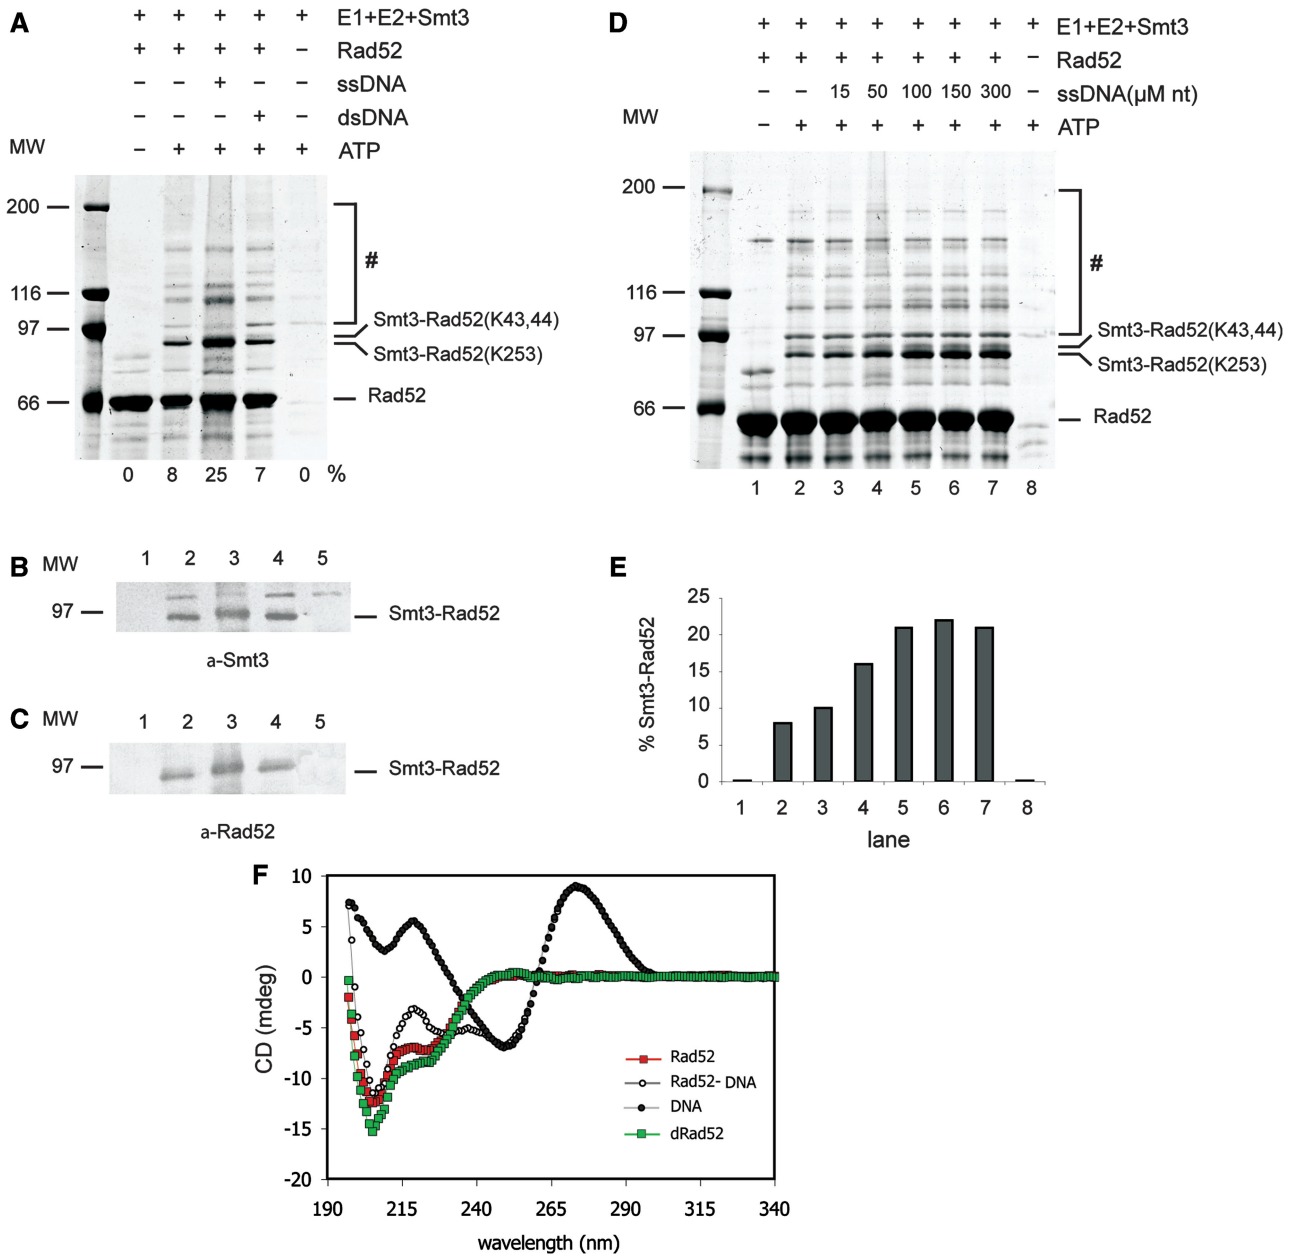 A
+ + + + + E1+E2+Smt3
+ + + + – Rad52
– – + – – ssDNA
– – – + – dsDNA
MW – + + + + ATP
200
#
116
97
Smt3-Rad52(K43,44)
Smt3-Rad52(K253)
66
Rad52
0 8 25 7 0 %
D
+ + + + + + + + E1+E2+Smt3
+ + + + + + + – Rad52
– – 15 50 100 150 300 – ssDNA(µM nt)
MW – + + + + + + + ATP
200
#
116
97
Smt3-Rad52(K43,44)
Smt3-Rad52(K253)
66
Rad52
1 2 3 4 5 6 7 8
B MW 1 2 3 4 5
97 Smt3-Rad52
a-Smt3
C MW 1 2 3 4 5
97 Smt3-Rad52
a-Rad52
E
% Smt3-Rad52
25
20
15
10
5
0
1 2 3 4 5 6 7 8
lane
F
CD (mdeg)
10
5
0
-5
-10
-15
-20
Rad52
Rad52- DNA
DNA
dRad52
190 215 240 265 290 315 340
wavelength (nm)